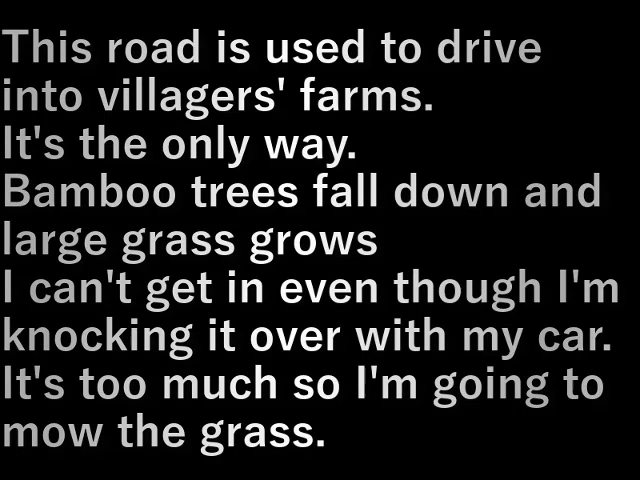 This road is used to drive
into villagers' farms.
It's the only way.
Bamboo trees fall down and
large grass grows
I can't get in even though I'm
knocking it over with my car.
It's too much so I'm going to
mow the grass.